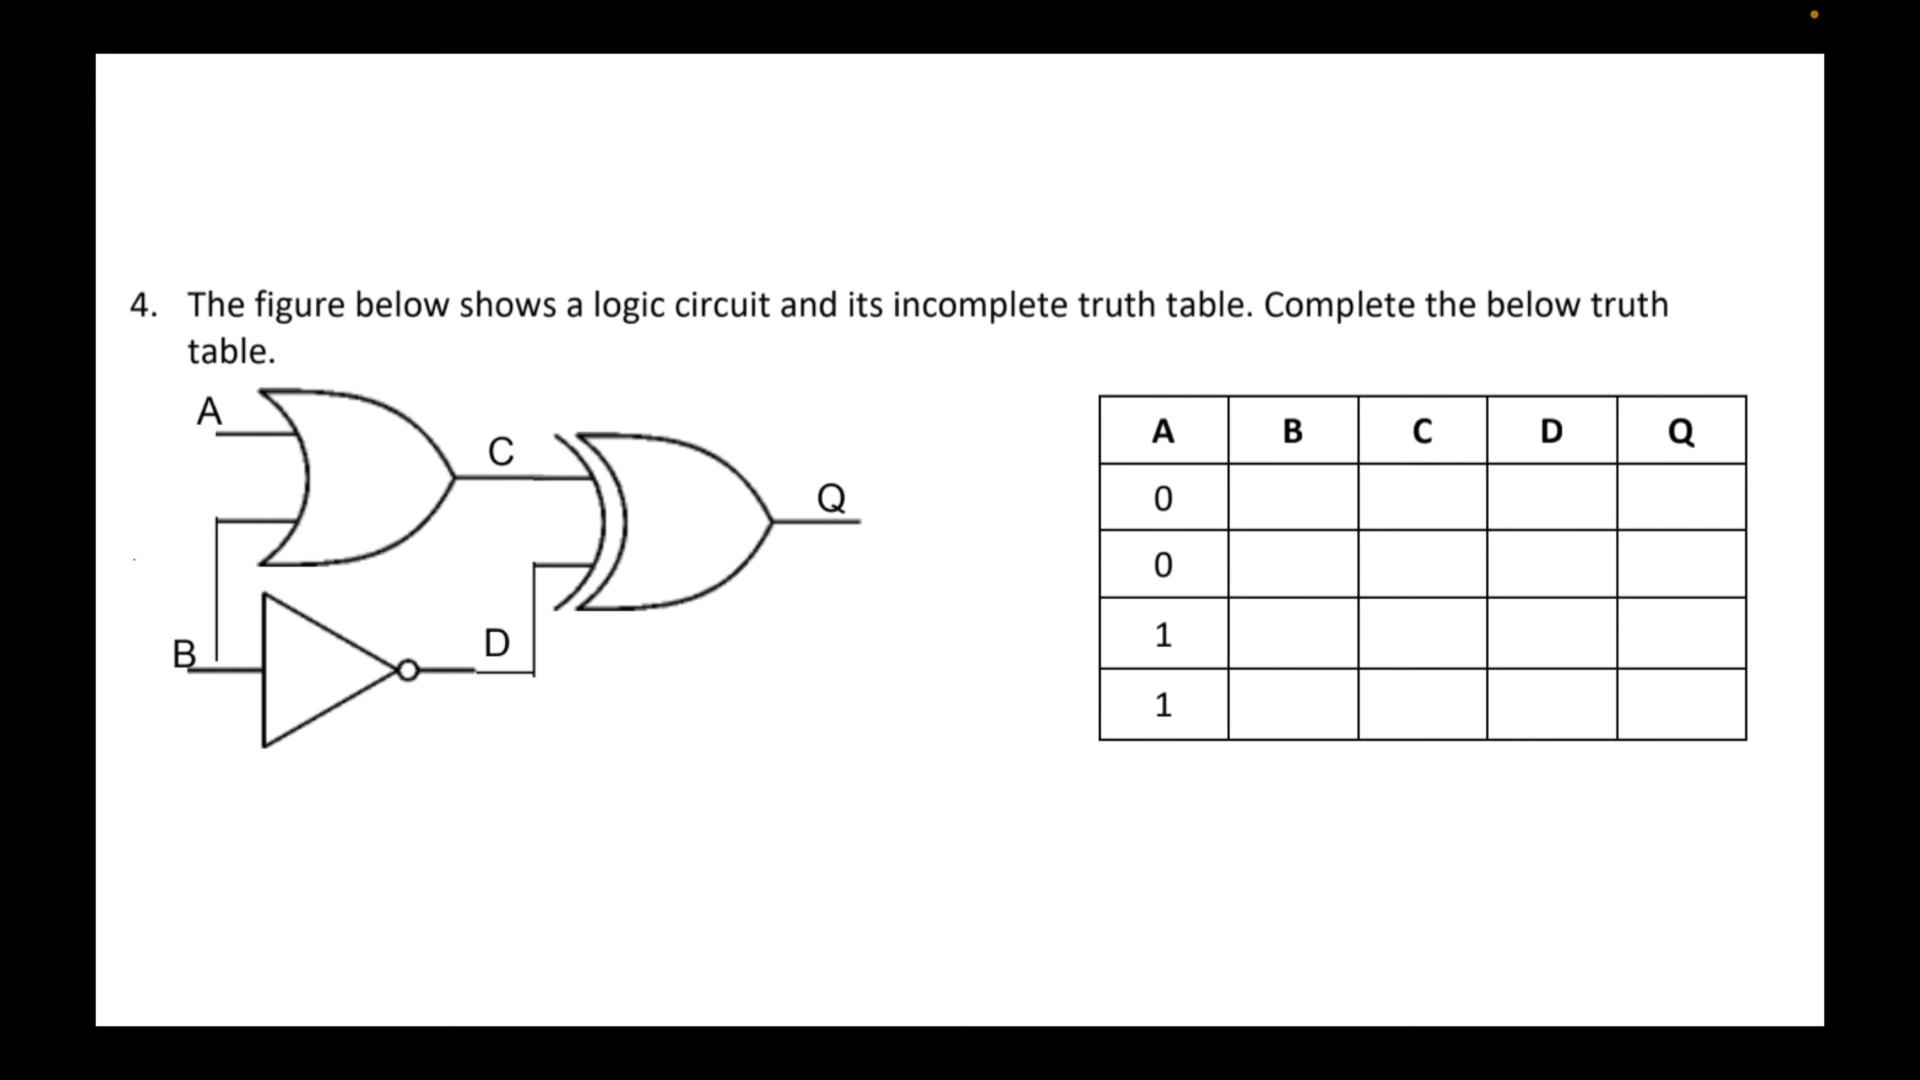 4. The figure below shows a logic circuit and its incomplete truth table. Complete the below truth
table.
A
C
Q
B
D
A B C D Q
0
0
1
1